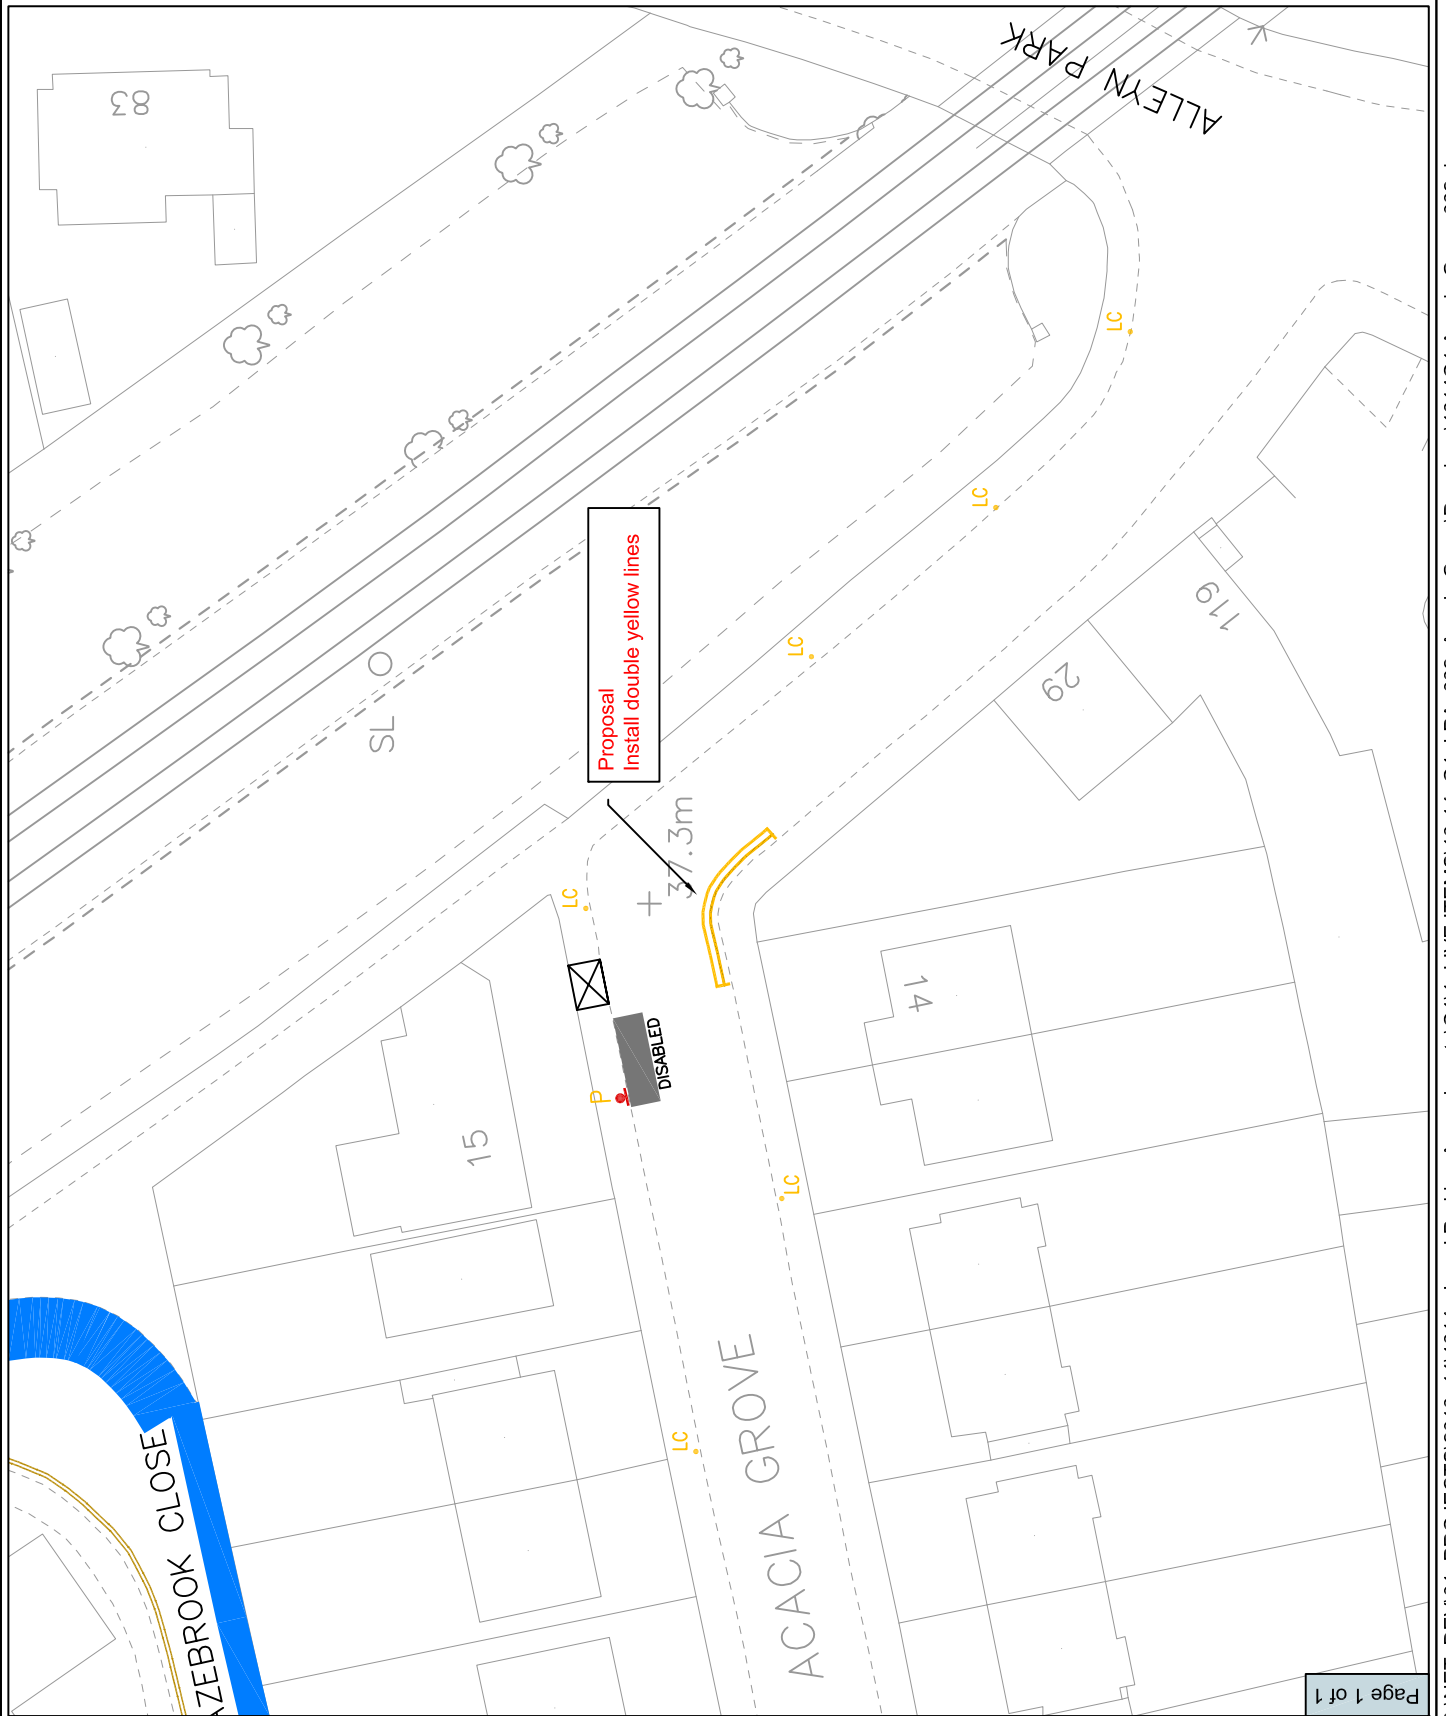 83
ALLEYN PARK
LC
LC
LC
SL
Proposal
Install double yellow lines
37.3m
29
119
LC
14
DISABLED
P
15
LC
LC
ACACIA GROVE
AZEBROOK CLOSE
Page 1 of 1